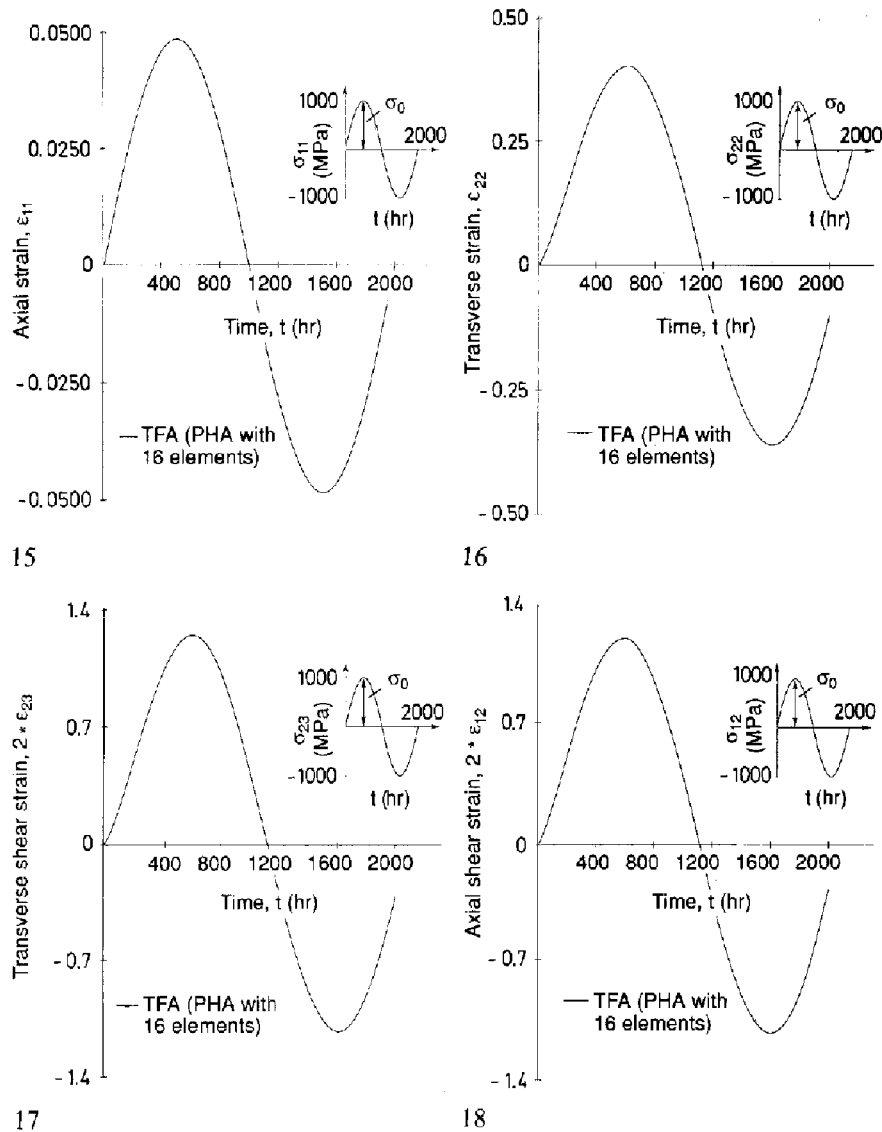 0.0500
0.0250
0
-0.0250
-0.0500
Axial strain, ε11
400 800 1200 1600 2000
Time, t (hr)
1000
-1000
σ11
(MPa)
σ0
2000
t (hr)
— TFA (PHA with
16 elements)
15
0.50
0.25
0
-0.25
-0.50
Transverse strain, ε22
400 800 1200 1600 2000
Time, t (hr)
1000
-1000
σ22
(MPa)
σ0
2000
t (hr)
— TFA (PHA with
16 elements)
16
1.4
0.7
0
-0.7
-1.4
Transverse shear strain, 2 * ε23
400 800 1200 1600 2000
Time, t (hr)
1000
-1000
σ23
(MPa)
σ0
2000
t (hr)
— TFA (PHA with
16 elements)
17
1.4
0.7
0
-0.7
-1.4
Axial shear strain, 2 * ε12
400 800 1200 1600 2000
Time, t (hr)
1000
-1000
σ12
(MPa)
σ0
2000
t (hr)
— TFA (PHA with
16 elements)
18